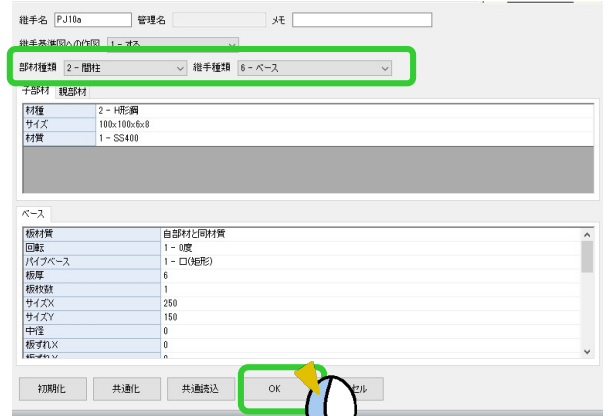 継手名 PJ10a 管理名 メモ
継手基準図への作図 1 - する
部材種類 2 - 間柱 継手種類 6 - ベース
子部材 親部材
材種 2 - H形鋼
サイズ 100x100x6x8
材質 1 - SS400
ベース
板材質 自部材と同材質
回転 1 - 0度
パイプベース 1 - ロ(矩形)
板厚 6
板枚数 1
サイズX 250
サイズY 150
中径 0
板ずれX 0
板ずれY 0
初期化 共通化 共通読込 OK